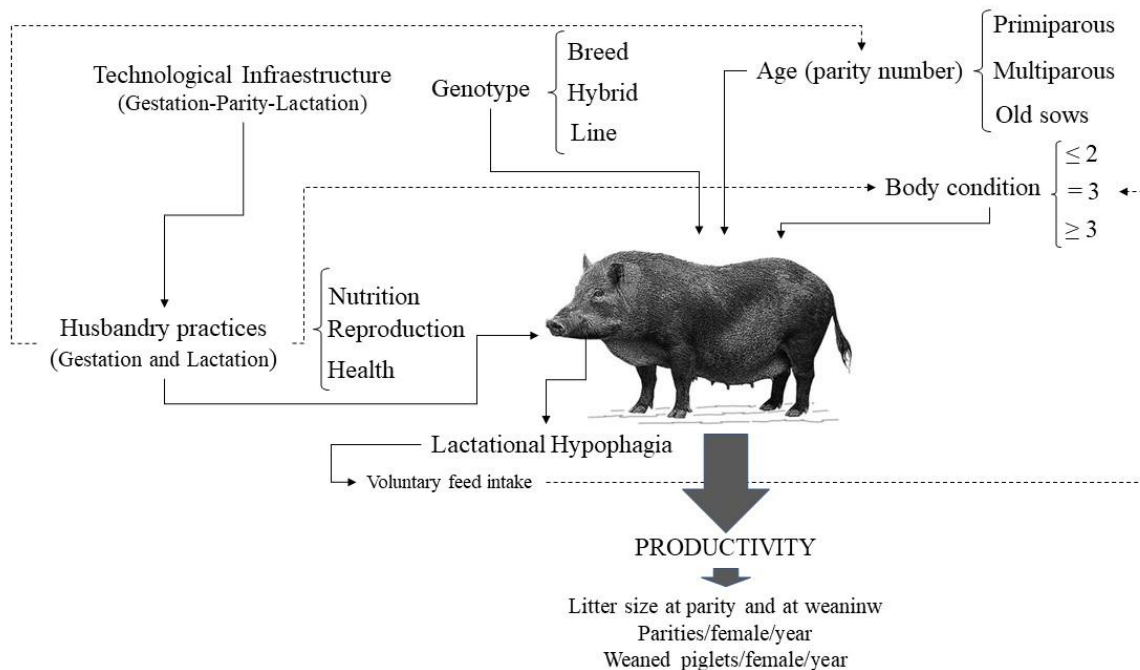 Technological Infraestructure
(Gestation-Parity-Lactation)
Genotype
Breed
Hybrid
Line
Age (parity number)
Primiparous
Multiparous
Old sows
Body condition
≤ 2
= 3
≥ 3
Husbandry practices
(Gestation and Lactation)
Nutrition
Reproduction
Health
Lactational Hypophagia
Voluntary feed intake
PRODUCTIVITY
Litter size at parity and at weaninw
Parities/female/year
Weaned piglets/female/year